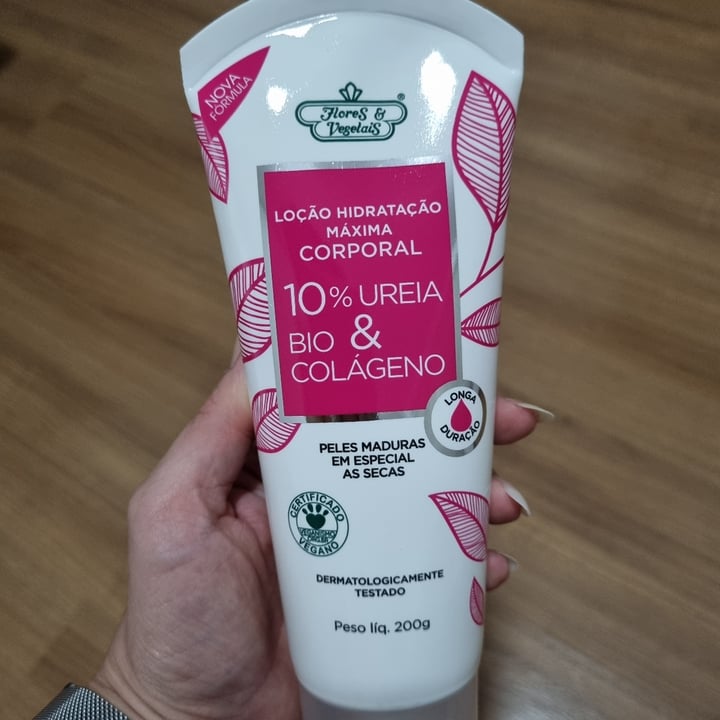 NOVA
FÓRMULA
Flores &
Vegetais
®
LOÇÃO HIDRATAÇÃO
MÁXIMA
CORPORAL
10% UREIA
BIO &
COLÁGENO
LONGA
DURAÇÃO
PELES MADURAS
EM ESPECIAL
AS SECAS
CERTIFICADO
VEGANO
DERMATOLOGICAMENTE
TESTADO
Peso líq. 200g